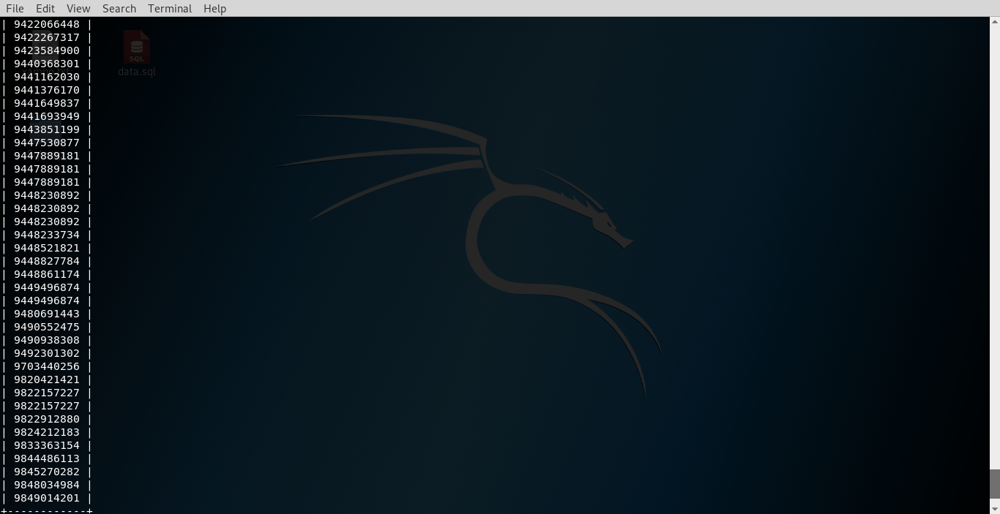 File Edit View Search Terminal Help
| 9422066448 |
| 9422267317 |
| 9423584900 |
| 9440368301 |
| 9441162030 |
| 9441376170 |
| 9441649837 |
| 9441693949 |
| 9443851199 |
| 9447530877 |
| 9447889181 |
| 9447889181 |
| 9447889181 |
| 9448230892 |
| 9448230892 |
| 9448230892 |
| 9448233734 |
| 9448521821 |
| 9448827784 |
| 9448861174 |
| 9449496874 |
| 9449496874 |
| 9480691443 |
| 9490552475 |
| 9490938308 |
| 9492301302 |
| 9703440256 |
| 9820421421 |
| 9822157227 |
| 9822157227 |
| 9822912880 |
| 9824212183 |
| 9833363154 |
| 9844486113 |
| 9845270282 |
| 9848034984 |
| 9849014201 |
+------------+
SQL
data.sql